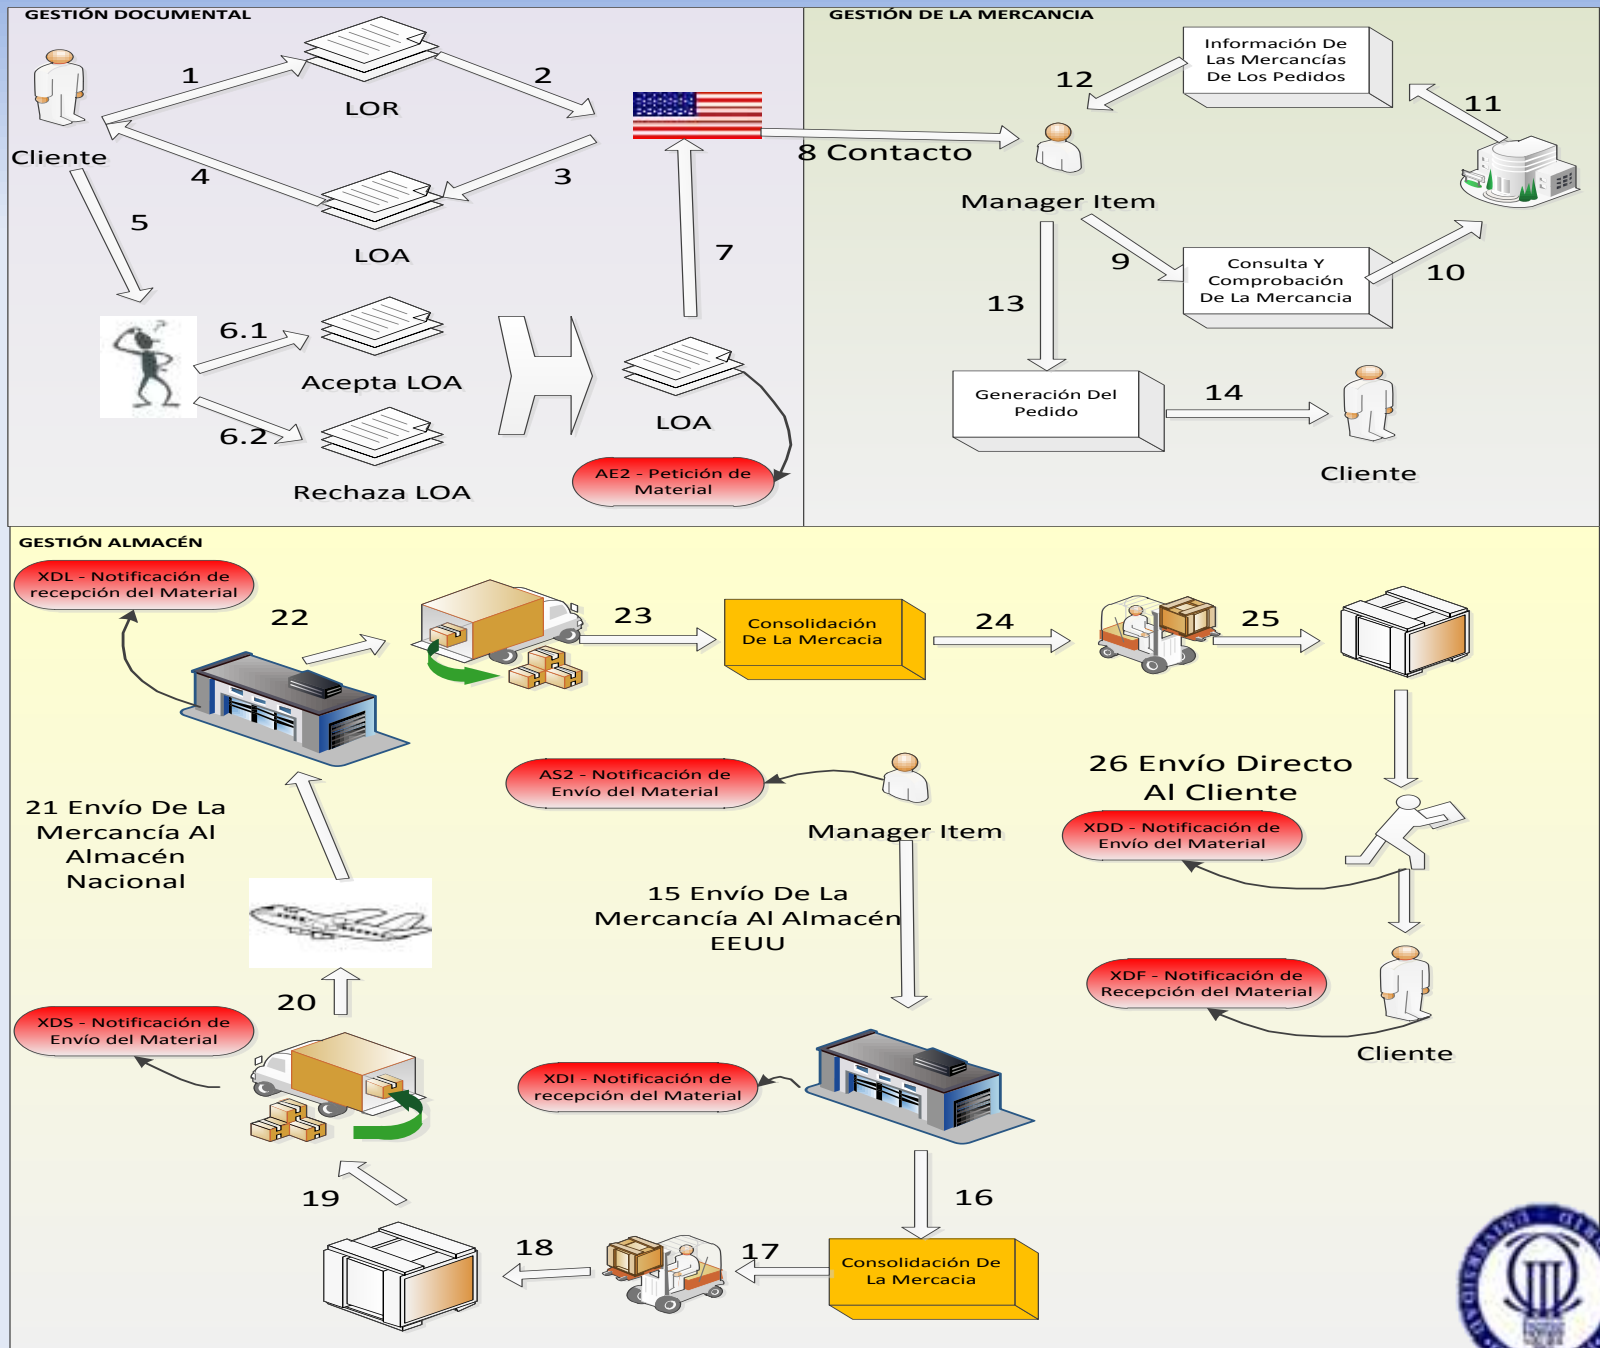 GESTIÓN DOCUMENTAL
1
2
LOR
Cliente
4
3
LOA
5
7
6.1
Acepta LOA
6.2
Rechaza LOA
LOA
AE2 - Petición de
Material
GESTIÓN DE LA MERCANCIA
Información De
Las Mercancías
De Los Pedidos
12
11
8 Contacto
Manager Item
9
Consulta Y
Comprobación
De La Mercancia
10
13
Generación Del
Pedido
14
Cliente
GESTIÓN ALMACÉN
XDL - Notificación de
recepción del Material
22
23
Consolidación
De La Mercacia
24
25
21 Envío De La
Mercancía Al
Almacén
Nacional
AS2 - Notificación de
Envío del Material
Manager Item
26 Envío Directo
Al Cliente
XDD - Notificación de
Envío del Material
15 Envío De La
Mercancía Al Almacén
EEUU
XDF - Notificación de
Recepción del Material
Cliente
20
XDS - Notificación de
Envío del Material
XDI - Notificación de
recepción del Material
16
19
18
17
Consolidación De
La Mercacia